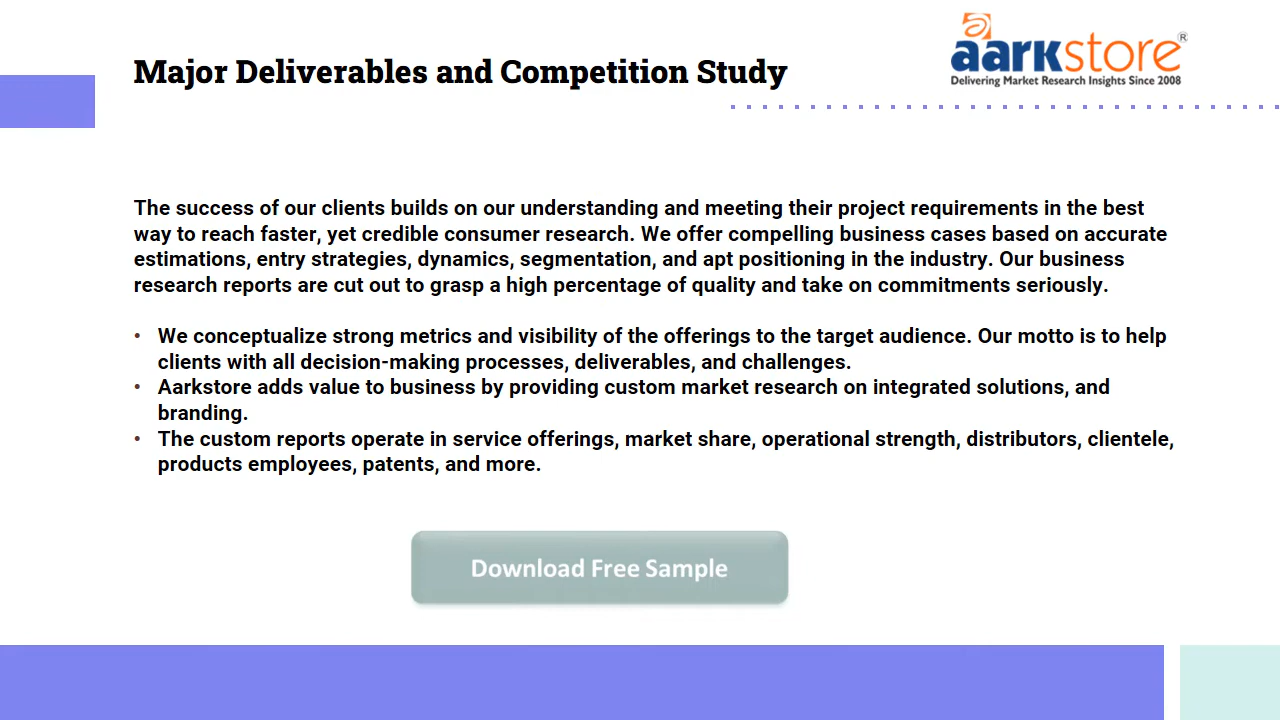 Major Deliverables and Competition Study
aarkstore®
Delivering Market Research Insights Since 2008
The success of our clients builds on our understanding and meeting their project requirements in the best
way to reach faster, yet credible consumer research. We offer compelling business cases based on accurate
estimations, entry strategies, dynamics, segmentation, and apt positioning in the industry. Our business
research reports are cut out to grasp a high percentage of quality and take on commitments seriously.
• We conceptualize strong metrics and visibility of the offerings to the target audience. Our motto is to help
clients with all decision-making processes, deliverables, and challenges.
• Aarkstore adds value to business by providing custom market research on integrated solutions, and
branding.
• The custom reports operate in service offerings, market share, operational strength, distributors, clientele,
products employees, patents, and more.
Download Free Sample